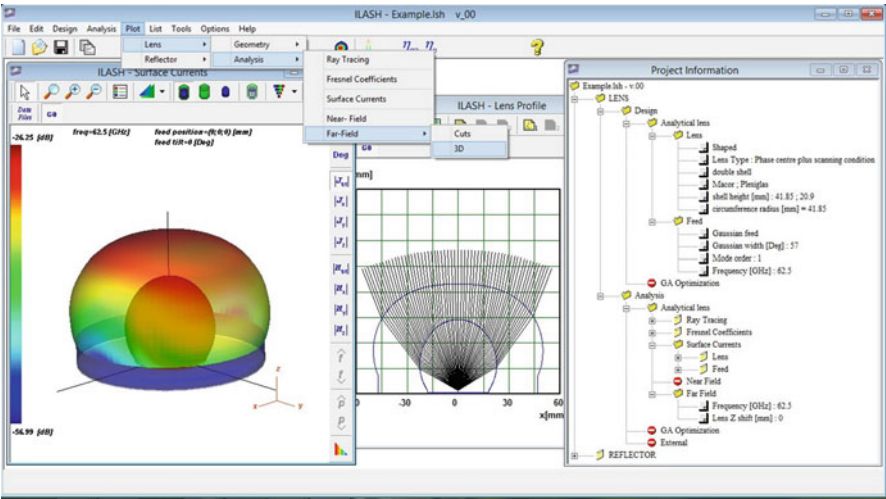 ILASH - Example.lsh v_00
File Edit Design Analysis Plot List Tools Options Help
Lens
Reflector
Geometry
Analysis
Ray Tracing
Fresnel Coefficients
Surface Currents
Near- Field
Far-Field
Cuts
3D
ILASH - Surface Currents
Data Files
GO
-26.25 [dB]
freq=62.5 [GHz]
feed position=(0;0;0) [mm]
feed tilt=0 [Deg]
-56.99 [dB]
z
x
y
Deg
ILASH - Lens Profile
GO
mm]
0
-30
0
30
60
x[mm
Project Information
Example.lsh - v.00
LENS
Design
Analytical lens
Lens
Shaped
Lens Type : Phase centre plus scanning condition
double shell
Macor ; Plexiglas
shell height [mm] : 41.85 ; 20.9
circumference radius [mm] = 41.85
Feed
Gaussian feed
Gaussian width [Deg] : 57
Mode order : 1
Frequency [GHz] : 62.5
GA Optimization
Analysis
Analytical lens
Ray Tracing
Fresnel Coefficients
Surface Currents
Lens
Feed
Near Field
Far Field
Frequency [GHz] : 62.5
Lens Z shift [mm] : 0
GA Optimization
External
REFLECTOR